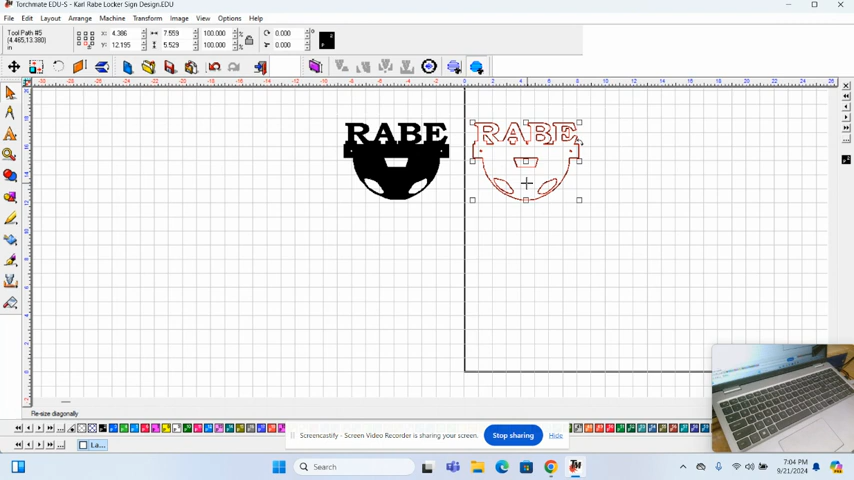 Torchmate EDU-S - Karl Rabe Locker Sign Design.EDU
File Edit Layout Arrange Machine Transform Image View Options Help
Tool Path #5
(4.465,13.380)
in
X: 4.386
Y: 12.195
7.559
5.529
100.000
100.000
0.000
0.000
RABE
RABE
Re-size diagonally
La...
Screencastify - Screen Video Recorder is sharing your screen.
Stop sharing
Hide
Search
7:04 PM
9/21/2024